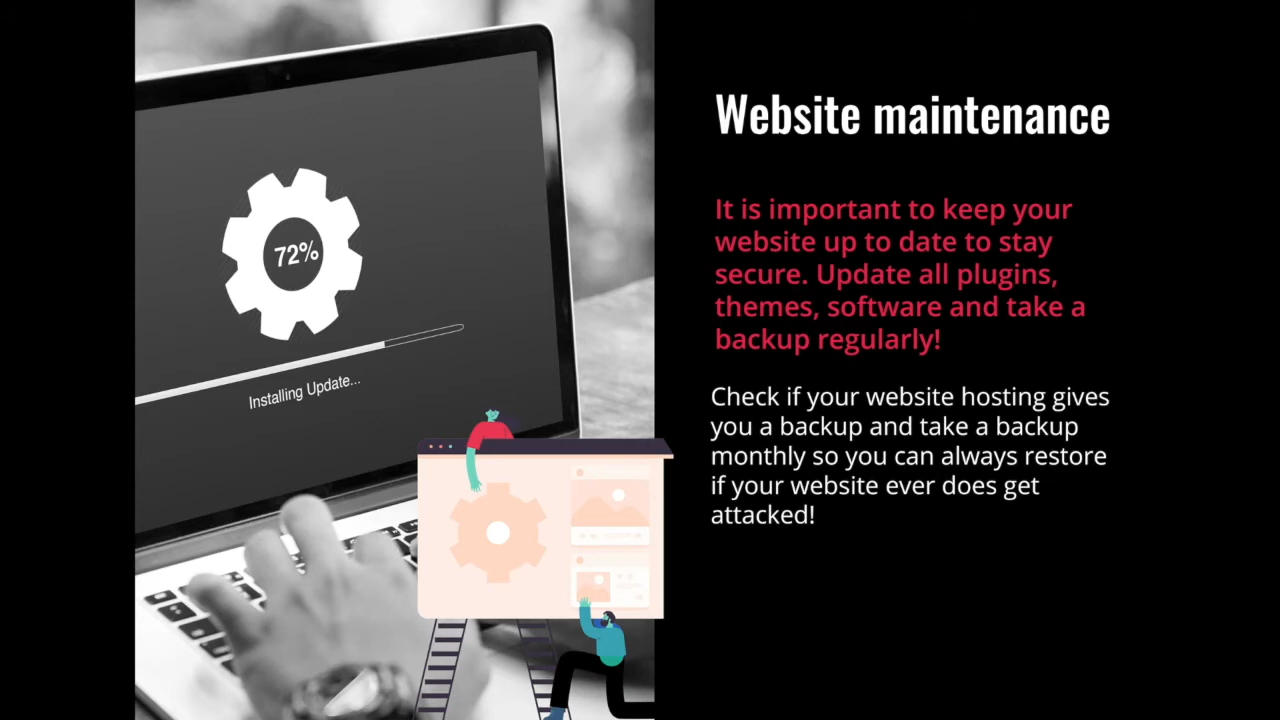 72%
Installing Update...
Website maintenance
It is important to keep your
website up to date to stay
secure. Update all plugins,
themes, software and take a
backup regularly!
Check if your website hosting gives
you a backup and take a backup
monthly so you can always restore
if your website ever does get
attacked!